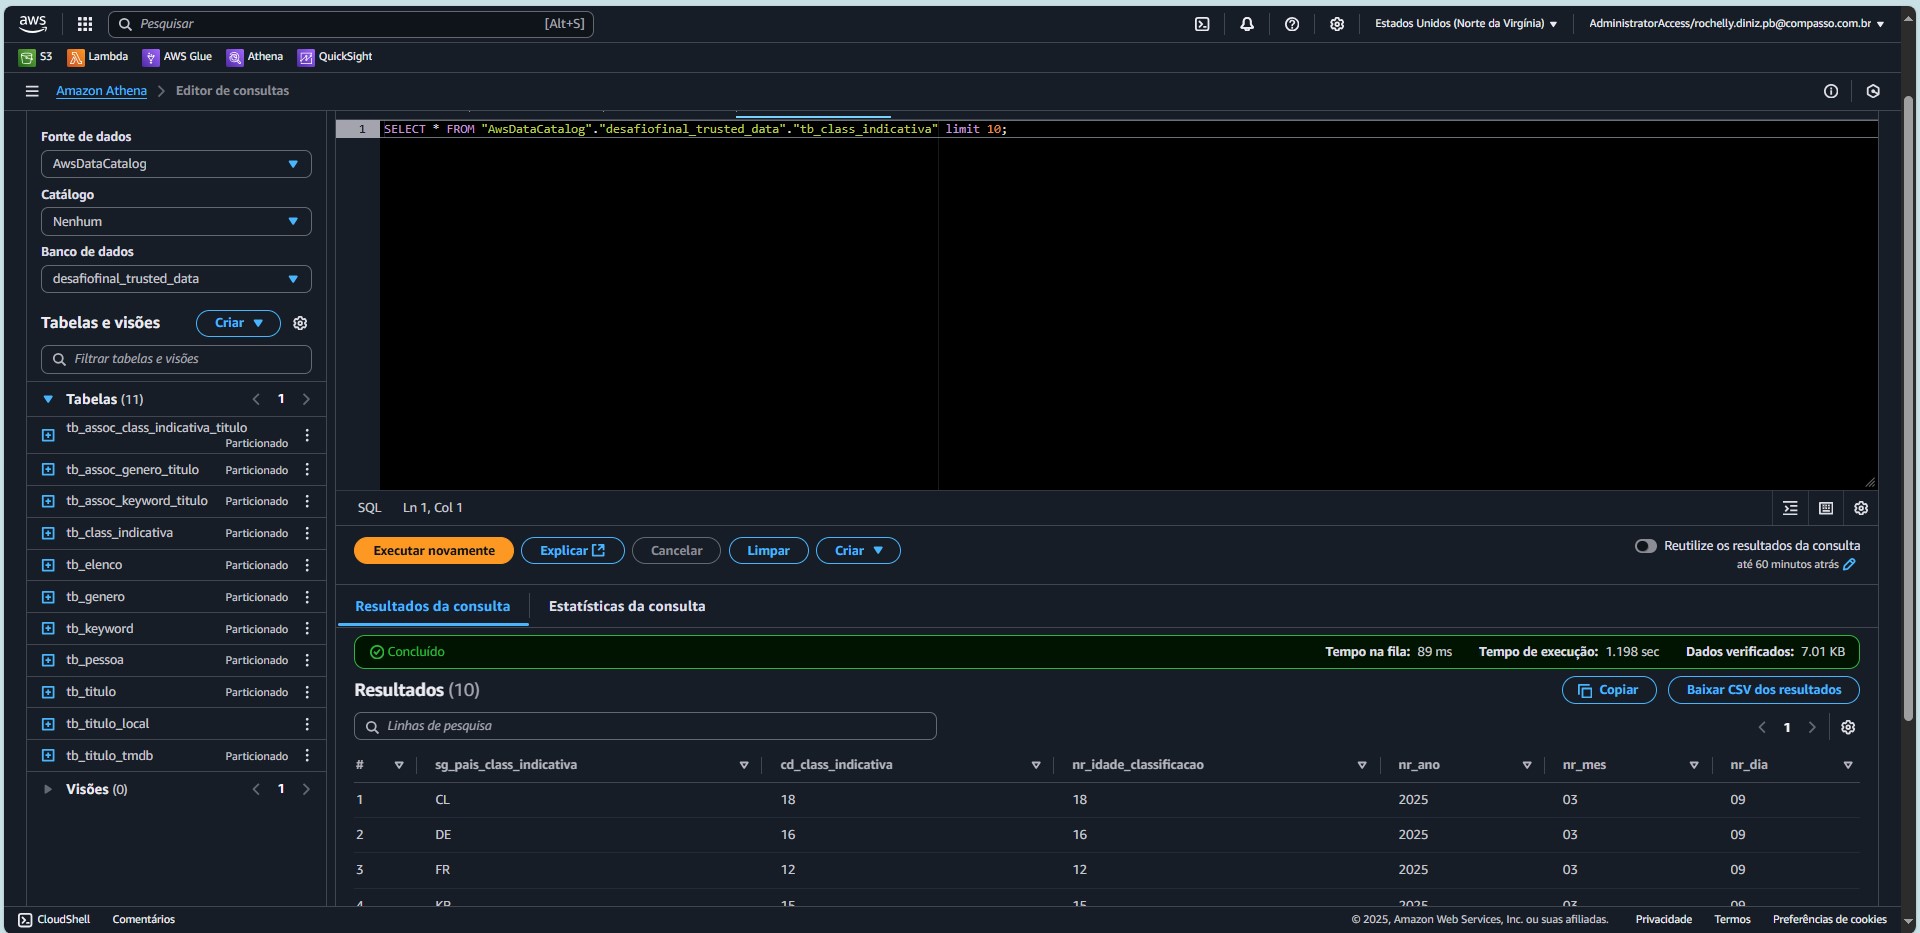 aws
Pesquisar [Alt+S]
Estados Unidos (Norte da Virgínia)
AdministratorAccess/rochelly.diniz.pb@compasso.com.br
S3 Lambda AWS Glue Athena QuickSight
Amazon Athena Editor de consultas
Fonte de dados
AwsDataCatalog
Catálogo
Nenhum
Banco de dados
desafiofinal_trusted_data
Tabelas e visões Criar
Filtrar tabelas e visões
Tabelas (11) 1
tb_assoc_class_indicativa_titulo
Particionado
tb_assoc_genero_titulo Particionado
tb_assoc_keyword_titulo Particionado
tb_class_indicativa Particionado
tb_elenco Particionado
tb_genero Particionado
tb_keyword Particionado
tb_pessoa Particionado
tb_titulo Particionado
tb_titulo_local
tb_titulo_tmdb Particionado
Visões (0) 1
1 SELECT * FROM "AwsDataCatalog"."desafiofinal_trusted_data"."tb_class_indicativa" limit 10;
SQL Ln 1, Col 1
Executar novamente Explicar Cancelar Limpar Criar
Reutilize os resultados da consulta
até 60 minutos atrás
Resultados da consulta Estatísticas da consulta
Concluído Tempo na fila: 89 ms Tempo de execução: 1.198 sec Dados verificados: 7.01 KB
Resultados (10) Copiar Baixar CSV dos resultados
Linhas de pesquisa 1
# sg_pais_class_indicativa cd_class_indicativa nr_idade_classificacao nr_ano nr_mes nr_dia
1 CL 18 18 2025 03 09
2 DE 16 16 2025 03 09
3 FR 12 12 2025 03 09
4 KR 15 15 2025 03 09
CloudShell Comentários © 2025, Amazon Web Services, Inc. ou suas afiliadas. Privacidade Termos Preferências de cookies